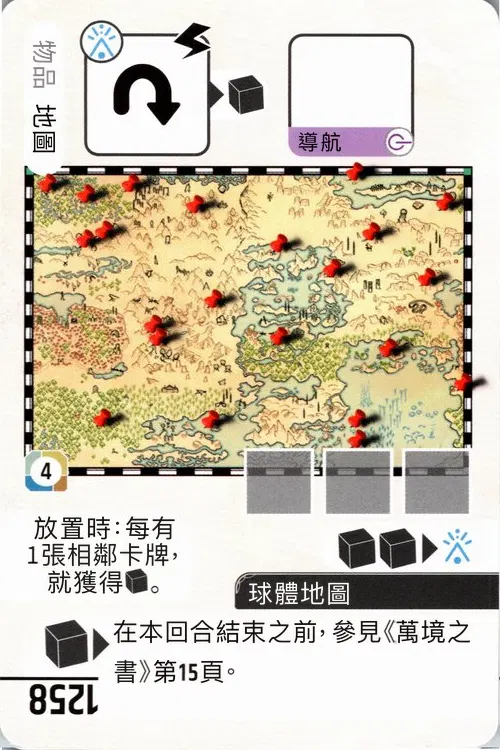 物品 地圖
導航
4
放置時：每有
1張相鄰卡牌，
就獲得。
球體地圖
在本回合結束之前，參見《萬境之
書》第15頁。
1258